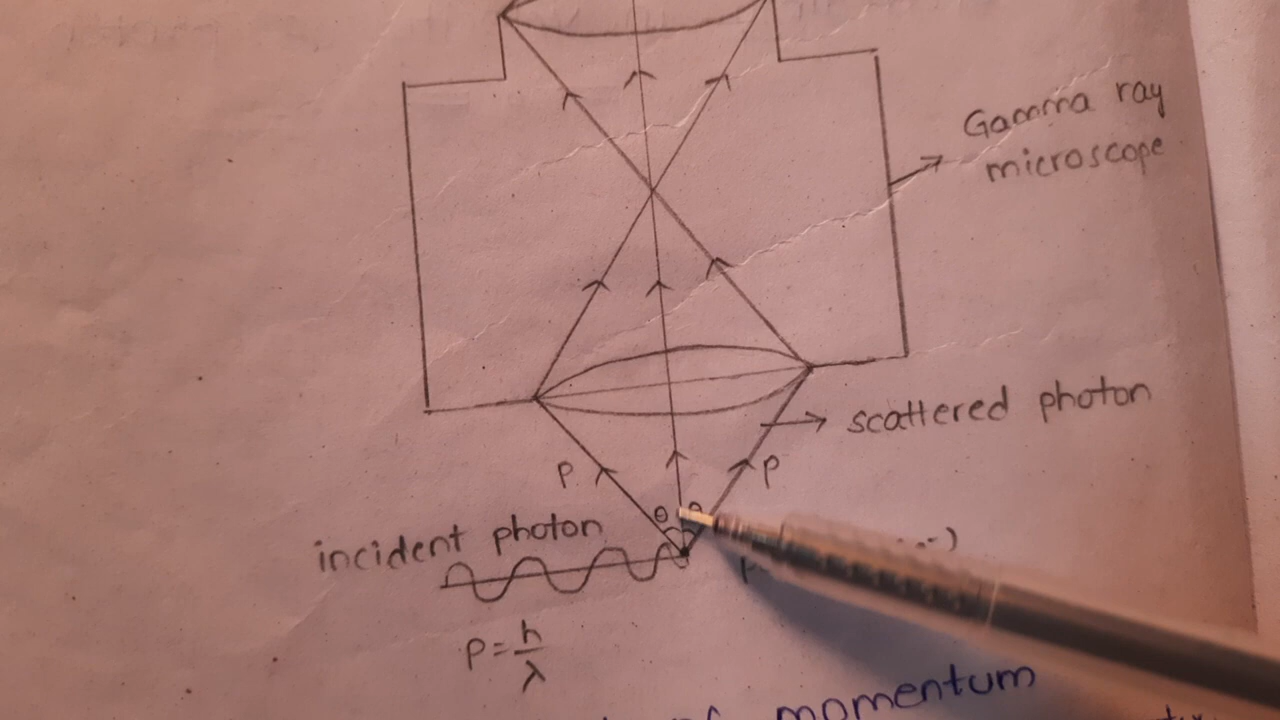 Gamma ray
microscope
scattered photon
P
P
θ
incident photon
P = h/λ
momentum